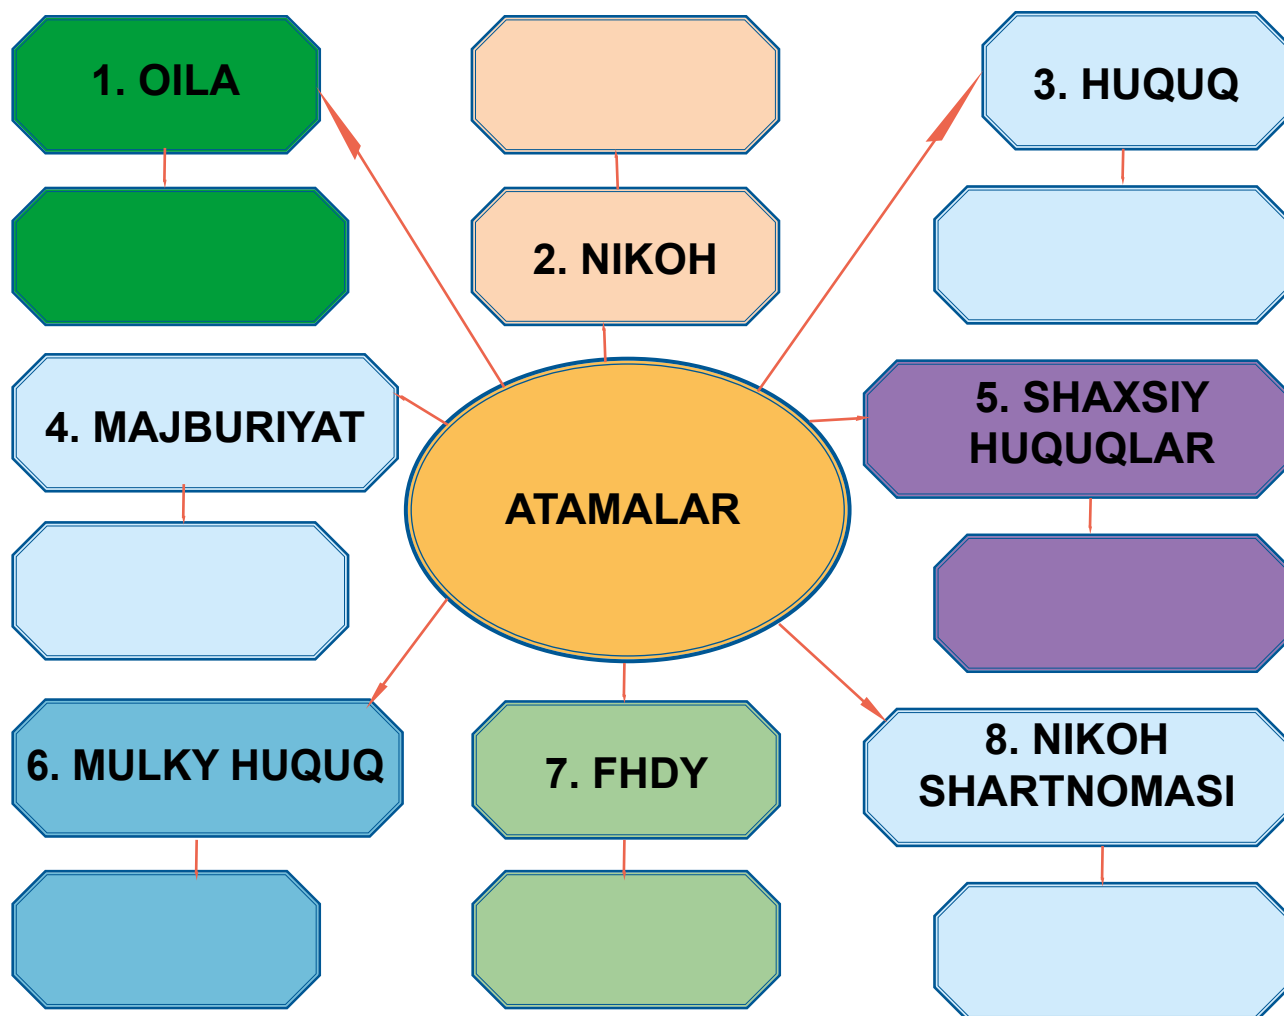 1. OILA
3. HUQUQ
2. NIKOH
4. MAJBURIYAT
5. SHAXSIY
HUQUQLAR
ATAMALAR
6. MULKY HUQUQ
7. FHDY
8. NIKOH
SHARTNOMASI